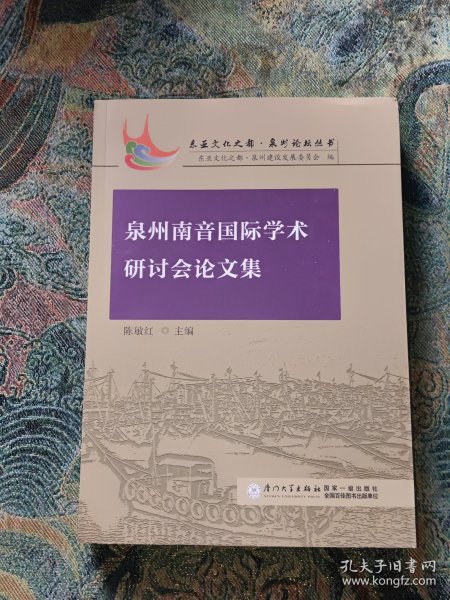 东亚文化之都·泉州论坛丛书
东亚文化之都·泉州建设发展委员会 编
泉州南音国际学术
研讨会论文集
陈敏红 ◎ 主编
厦门大学出版社 国家一级出版社
XIAMEN UNIVERSITY PRESS 全国百佳图书出版单位
孔夫子旧书网
www.kongfz.com